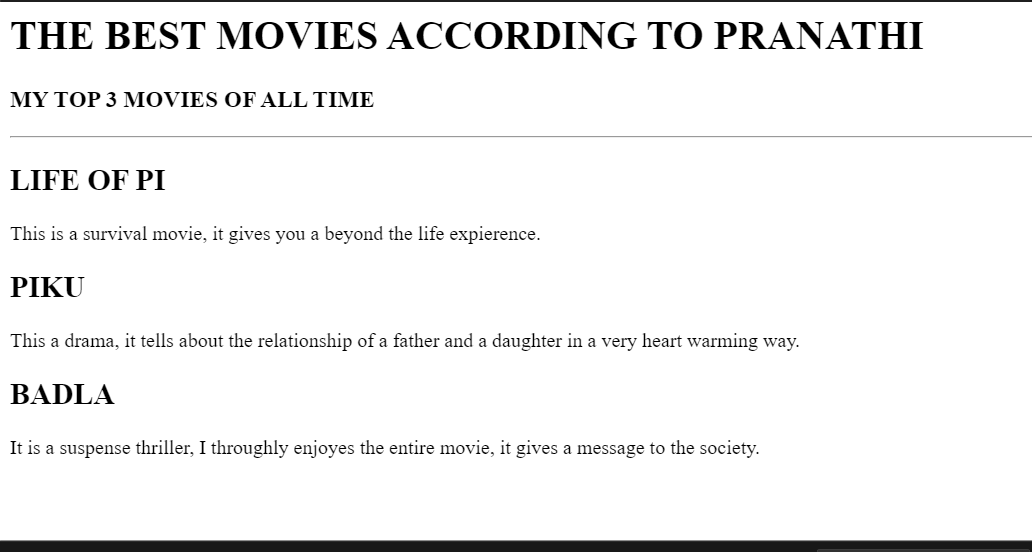 THE BEST MOVIES ACCORDING TO PRANATHI
MY TOP 3 MOVIES OF ALL TIME
LIFE OF PI
This is a survival movie, it gives you a beyond the life expierence.
PIKU
This a drama, it tells about the relationship of a father and a daughter in a very heart warming way.
BADLA
It is a suspense thriller, I throughly enjoyes the entire movie, it gives a message to the society.